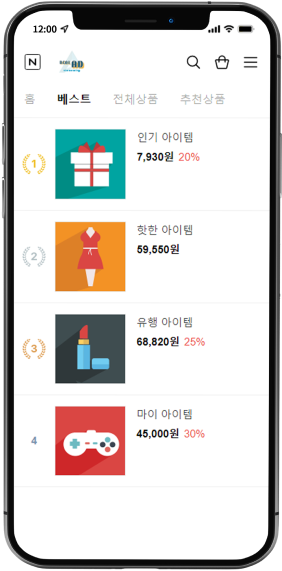 12:00
N
AD
홈 베스트 전체상품 추천상품
1
인기 아이템
7,930원 20%
2
핫한 아이템
59,550원
3
유행 아이템
68,820원 25%
4
마이 아이템
45,000원 30%